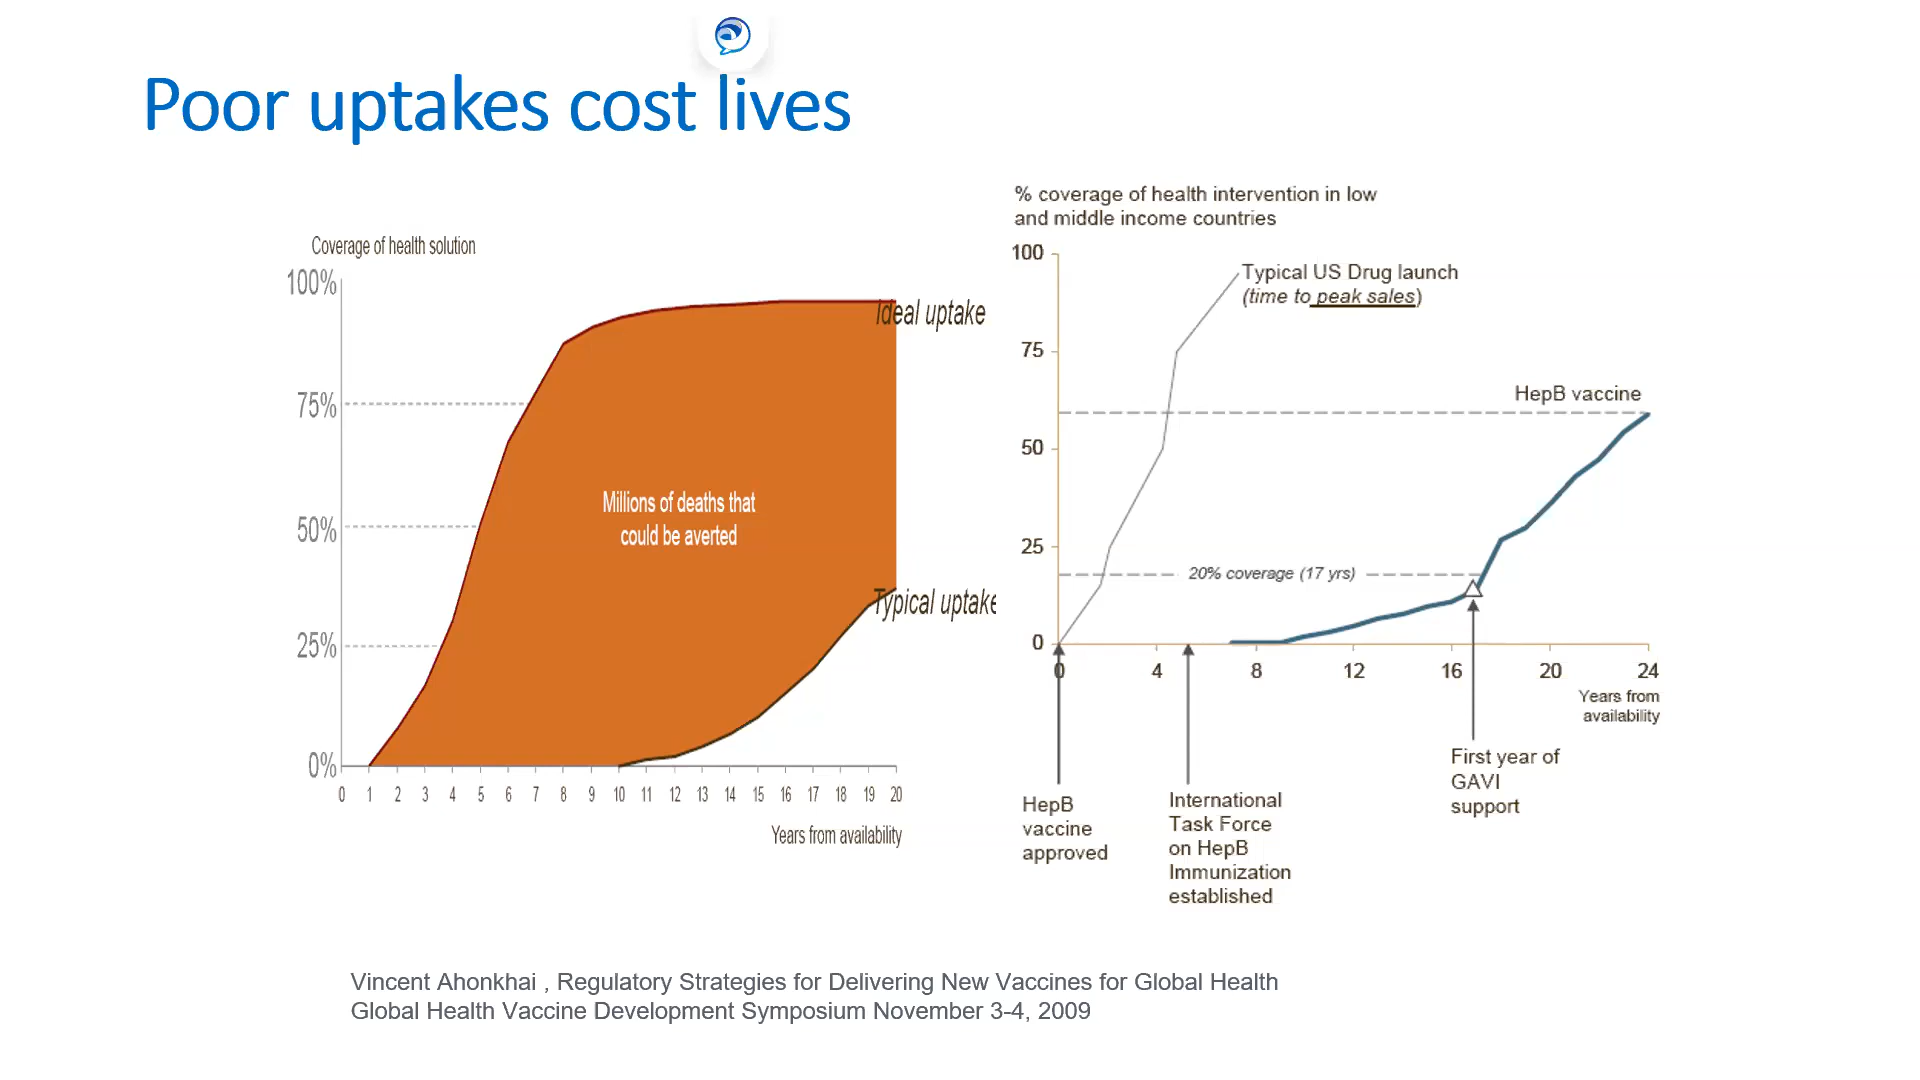 Poor uptakes cost lives
Coverage of health solution
100%
75%
50%
25%
0%
Ideal uptake
Millions of deaths that
could be averted
Typical uptake
0 1 2 3 4 5 6 7 8 9 10 11 12 13 14 15 16 17 18 19 20
Years from availability
% coverage of health intervention in low
and middle income countries
100
75
50
25
0
Typical US Drug launch
(time to peak sales)
HepB vaccine
20% coverage (17 yrs)
0 4 8 12 16 20 24
Years from
availability
HepB
vaccine
approved
International
Task Force
on HepB
Immunization
established
First year of
GAVI
support
Vincent Ahonkhai , Regulatory Strategies for Delivering New Vaccines for Global Health
Global Health Vaccine Development Symposium November 3-4, 2009